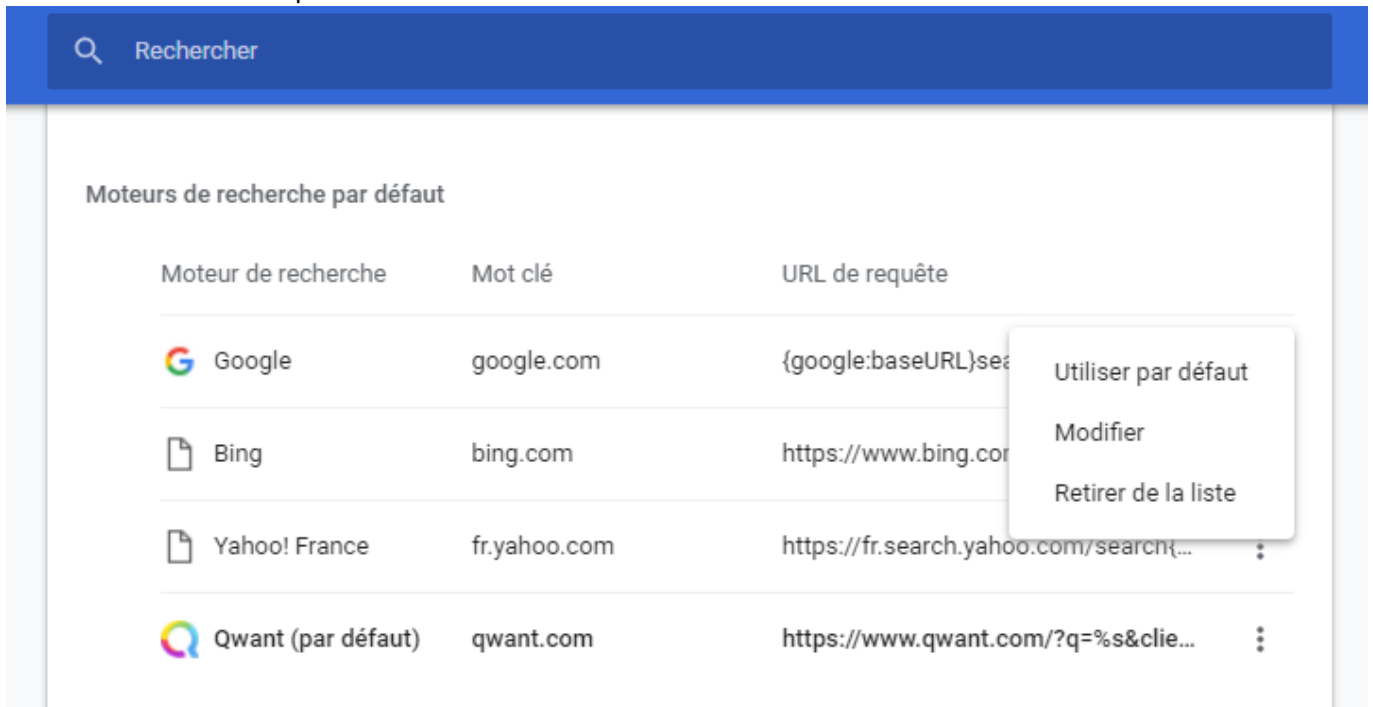 Rechercher
Moteurs de recherche par défaut
Moteur de recherche Mot clé URL de requête
Google google.com {google:baseURL}sea
Utiliser par défaut
Modifier
Bing bing.com https://www.bing.com
Retirer de la liste
Yahoo! France fr.yahoo.com https://fr.search.yahoo.com/search{...
Qwant (par défaut) qwant.com https://www.qwant.com/?q=%s&clie...